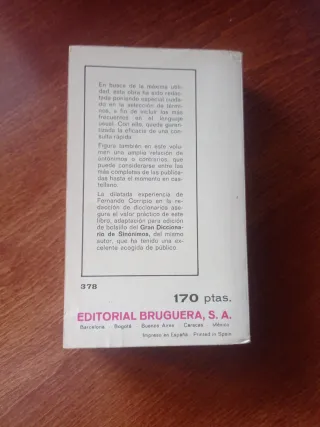 En busca de la máxima utili-
dad, esta obra ha sido redac-
tada poniendo especial cuida-
do en la selección de térmi-
nos, a fin de incluir los más
frecuentes en el lenguaje
usual. Con ello, queda garan-
tizada la eficacia de una con-
sulta rápida.
Figura también en este volu-
men una amplia relación de
antónimos o contrarios, que
puede considerarse entre las
más completas de las publica-
das hasta el momento en cas-
tellano.
La dilatada experiencia de
Fernando Corripio en la re-
dacción de diccionarios ase-
gura el valor práctico de este
libro, adaptación para edición
de bolsillo del Gran Dicciona-
rio de Sinónimos, del mismo
autor, que ha tenido una ex-
celente acogida de público.
378
170 ptas.
EDITORIAL BRUGUERA, S. A.
Barcelona - Bogotá - Buenos Aires - Caracas - México
Impreso en España - Printed in Spain